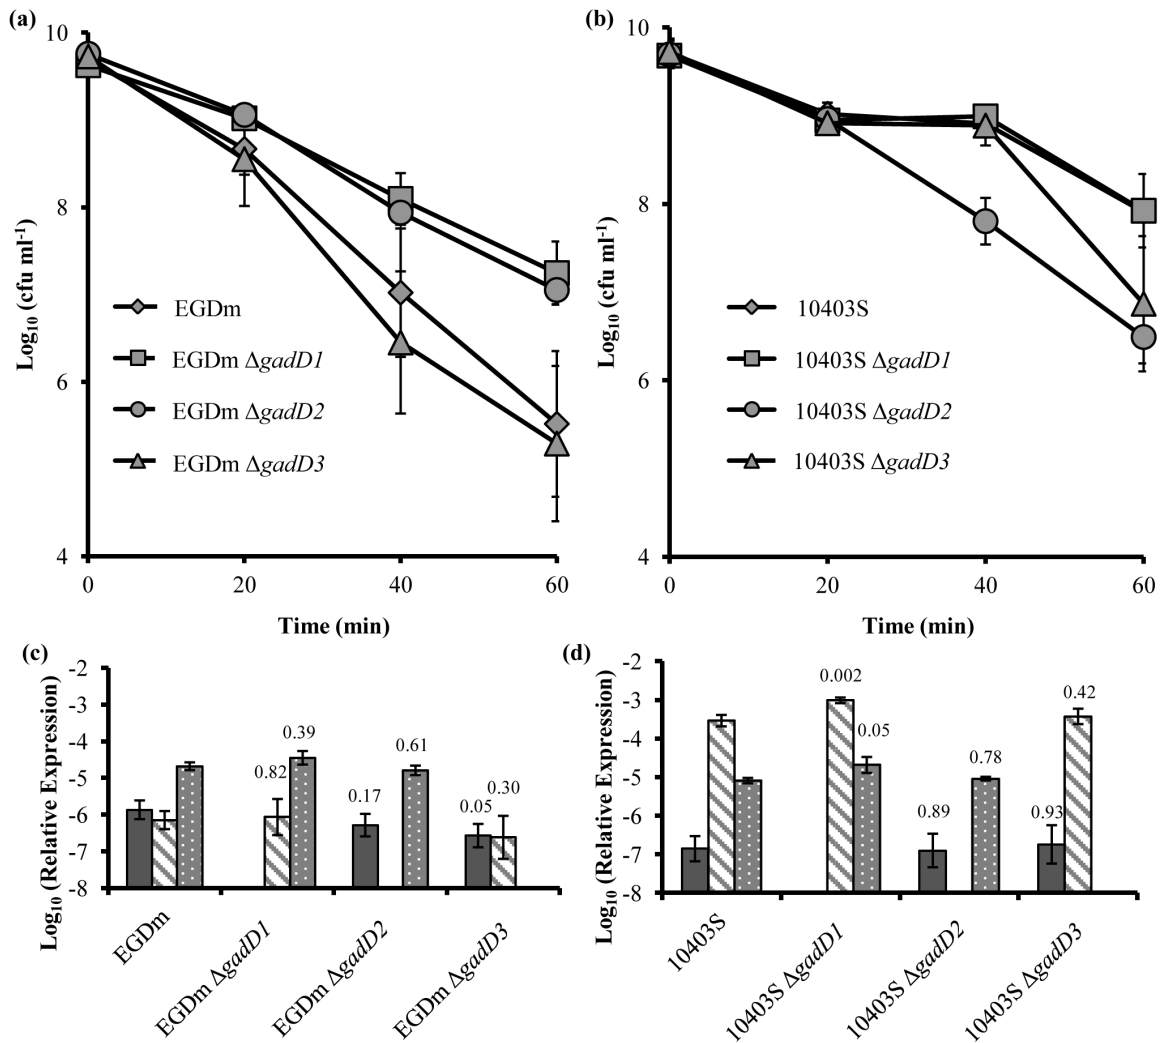 (a)
10
8
6
4
Log10 (cfu ml-1)
EGDm
EGDm ΔgadD1
EGDm ΔgadD2
EGDm ΔgadD3
0 20 40 60
Time (min)
(b)
10
8
6
4
Log10 (cfu ml-1)
10403S
10403S ΔgadD1
10403S ΔgadD2
10403S ΔgadD3
0 20 40 60
Time (min)
(c)
-2
-3
-4
-5
-6
-7
-8
Log10 (Relative Expression)
0.82
0.39
0.17
0.61
0.05
0.30
EGDm
EGDm ΔgadD1
EGDm ΔgadD2
EGDm ΔgadD3
(d)
-2
-3
-4
-5
-6
-7
-8
Log10 (Relative Expression)
0.002
0.05
0.89
0.78
0.93
0.42
10403S
10403S ΔgadD1
10403S ΔgadD2
10403S ΔgadD3